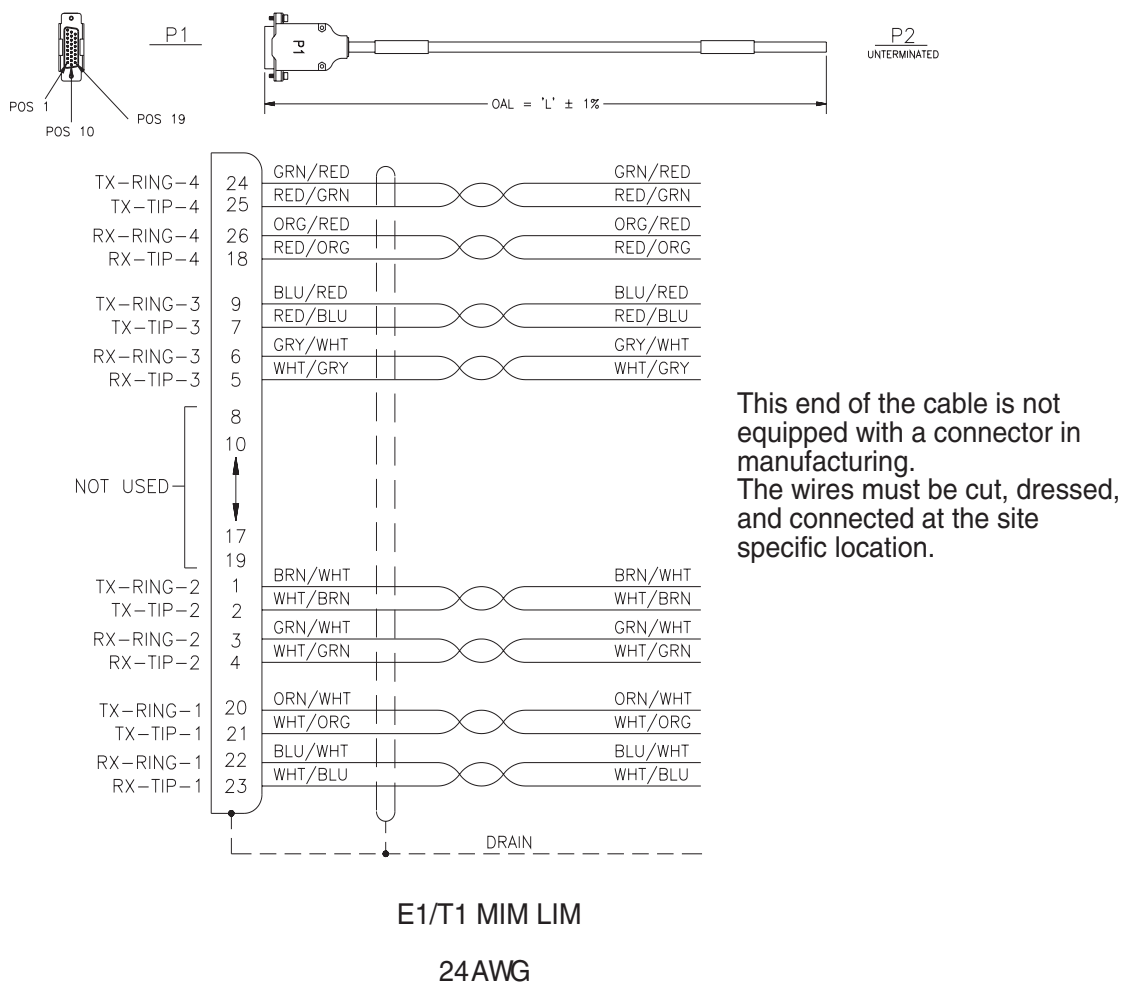 P1
P1
P2
UNTERMINATED
POS 1
POS 10
POS 19
OAL = 'L' ± 1%
TX-RING-4 24 GRN/RED GRN/RED
TX-TIP-4 25 RED/GRN RED/GRN
RX-RING-4 26 ORG/RED ORG/RED
RX-TIP-4 18 RED/ORG RED/ORG
TX-RING-3 9 BLU/RED BLU/RED
TX-TIP-3 7 RED/BLU RED/BLU
RX-RING-3 6 GRY/WHT GRY/WHT
RX-TIP-3 5 WHT/GRY WHT/GRY
8
10
NOT USED
17
19
This end of the cable is not
equipped with a connector in
manufacturing.
The wires must be cut, dressed,
and connected at the site
specific location.
TX-RING-2 1 BRN/WHT BRN/WHT
TX-TIP-2 2 WHT/BRN WHT/BRN
RX-RING-2 3 GRN/WHT GRN/WHT
RX-TIP-2 4 WHT/GRN WHT/GRN
TX-RING-1 20 ORN/WHT ORN/WHT
TX-TIP-1 21 WHT/ORG WHT/ORG
RX-RING-1 22 BLU/WHT BLU/WHT
RX-TIP-1 23 WHT/BLU WHT/BLU
DRAIN
E1/T1 MIM LIM
24AWG